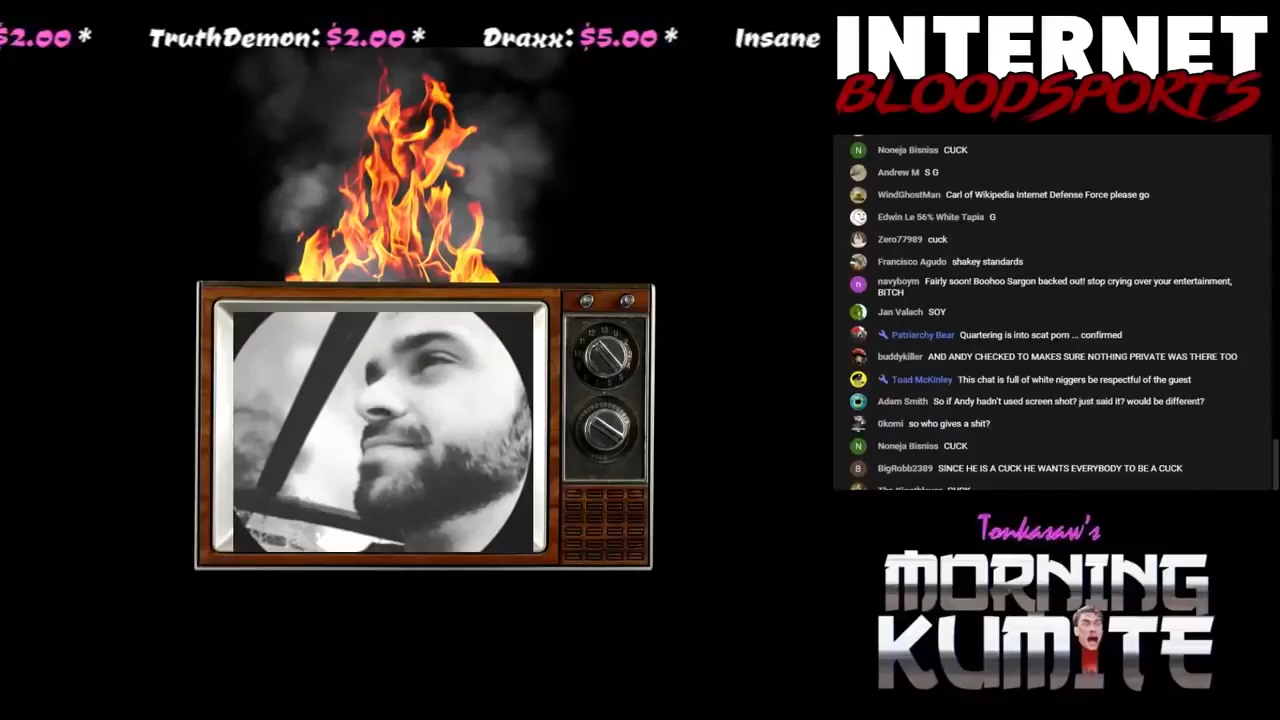 $2.00 * TruthDemon: $2.00 * Draxx: $5.00 * Insane
INTERNET
BLOODSPORTS
N Noneja Bisniss CUCK
Andrew M S G
WindGhostMan Carl of Wikipedia Internet Defense Force please go
Edwin Le 56% White Tapia G
Zero77989 cuck
Francisco Agudo shakey standards
n navyboym Fairly soon! Boohoo Sargon backed out! stop crying over your entertainment,
BITCH
Jan Valach SOY
Patriarchy Bear Quartering is into scat porn ... confirmed
buddykiller AND ANDY CHECKED TO MAKES SURE NOTHING PRIVATE WAS THERE TOO
Toad McKinley This chat is full of white niggers be respectful of the guest
Adam Smith So if Andy hadn't used screen shot? just said it? would be different?
0komi so who gives a shit?
N Noneja Bisniss CUCK
B BigRobb2389 SINCE HE IS A CUCK HE WANTS EVERYBODY TO BE A CUCK
Tonkasaw's
MORNING
KUMITE